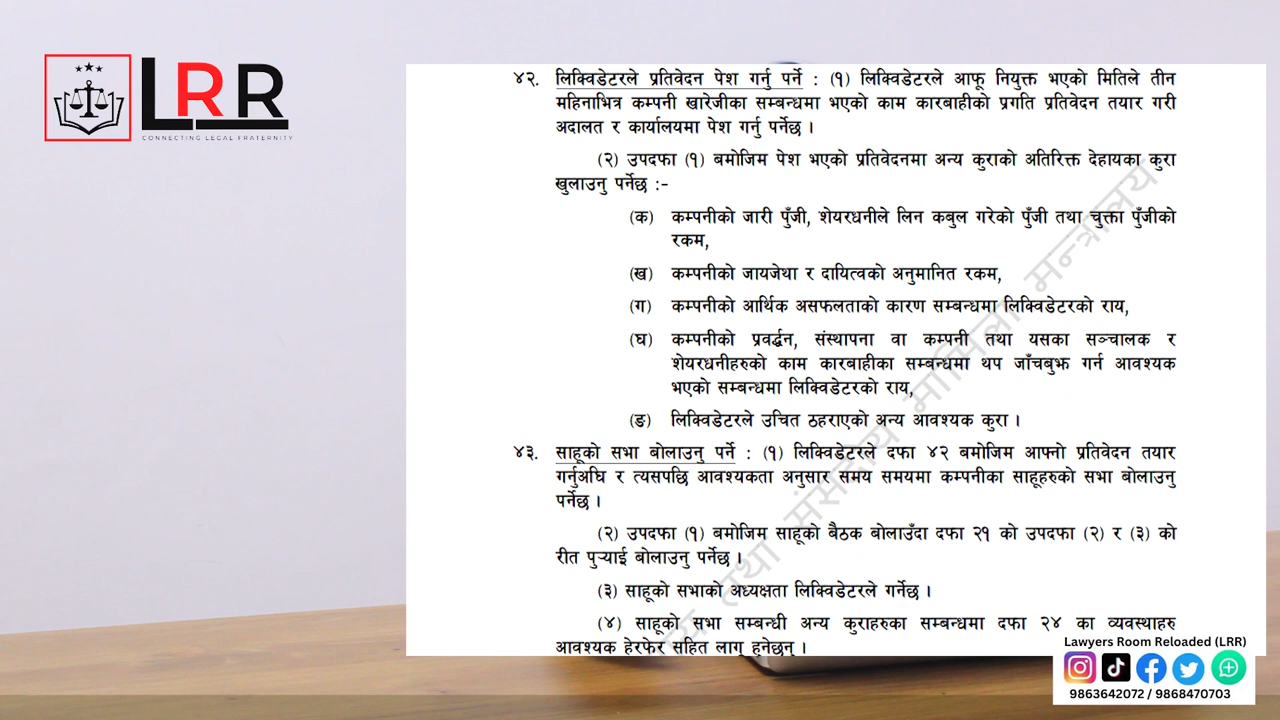 LRR
CONNECTING LEGAL FRATERNITY
४२. लिक्विडेटरले प्रतिवेदन पेश गर्नु पर्ने : (१) लिक्विडेटरले आफू नियुक्त भएको मितिले तीन
महिनाभित्र कम्पनी खारेजीका सम्बन्धमा भएको काम कारबाहीको प्रगति प्रतिवेदन तयार गरी
अदालत र कार्यालयमा पेश गर्नु पर्नेछ ।
(२) उपदफा (१) बमोजिम पेश भएको प्रतिवेदनमा अन्य कुराको अतिरिक्त देहायका कुरा
खुलाउनु पर्नेछ :-
(क) कम्पनीको जारी पुँजी, शेयरधनीले लिन कबुल गरेको पुँजी तथा चुक्ता पुँजीको
रकम,
(ख) कम्पनीको जायजेथा र दायित्वको अनुमानित रकम,
(ग) कम्पनीको आर्थिक असफलताको कारण सम्बन्धमा लिक्विडेटरको राय,
(घ) कम्पनीको प्रवर्द्धन, संस्थापना वा कम्पनी तथा यसका सञ्चालक र
शेयरधनीहरुको काम कारबाहीका सम्बन्धमा थप जाँचबुझ गर्न आवश्यक
भएको सम्बन्धमा लिक्विडेटरको राय,
(ङ) लिक्विडेटरले उचित ठहराएको अन्य आवश्यक कुरा ।
४३. साहूको सभा बोलाउनु पर्ने : (१) लिक्विडेटरले दफा ४२ बमोजिम आफ्नो प्रतिवेदन तयार
गर्नुअघि र त्यसपछि आवश्यकता अनुसार समय समयमा कम्पनीका साहूहरुको सभा बोलाउनु
पर्नेछ ।
(२) उपदफा (१) बमोजिम साहूको बैठक बोलाउँदा दफा २१ को उपदफा (२) र (३) को
रीत पुऱ्याई बोलाउनु पर्नेछ ।
(३) साहूको सभाको अध्यक्षता लिक्विडेटरले गर्नेछ ।
(४) साहूको सभा सम्बन्धी अन्य कुराहरुका सम्बन्धमा दफा २४ का व्यवस्थाहरु
आवश्यक हेरफेर सहित लागू हुनेछन् ।
तथा संसदीय मामिला मन्त्रालय
Lawyers Room Reloaded (LRR)
9863642072 / 9868470703